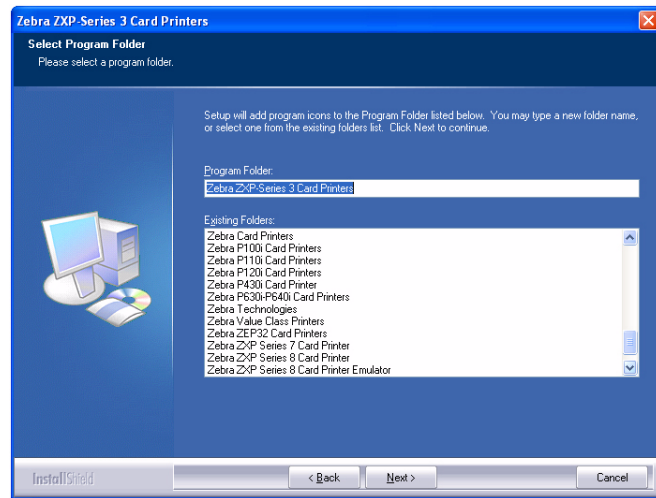 Zebra ZXP-Series 3 Card Printers
Select Program Folder
Please select a program folder.
Setup will add program icons to the Program Folder listed below. You may type a new folder name,
or select one from the existing folders list. Click Next to continue.
Program Folder:
Zebra ZXP-Series 3 Card Printers
Existing Folders:
Zebra Card Printers
Zebra P100i Card Printers
Zebra P110i Card Printers
Zebra P120i Card Printers
Zebra P430i Card Printer
Zebra P630i-P640i Card Printers
Zebra Technologies
Zebra Value Class Printers
Zebra ZEP32 Card Printers
Zebra ZXP Series 7 Card Printer
Zebra ZXP Series 8 Card Printer
Zebra ZXP Series 8 Card Printer Emulator
InstallShield
< Back
Next >
Cancel